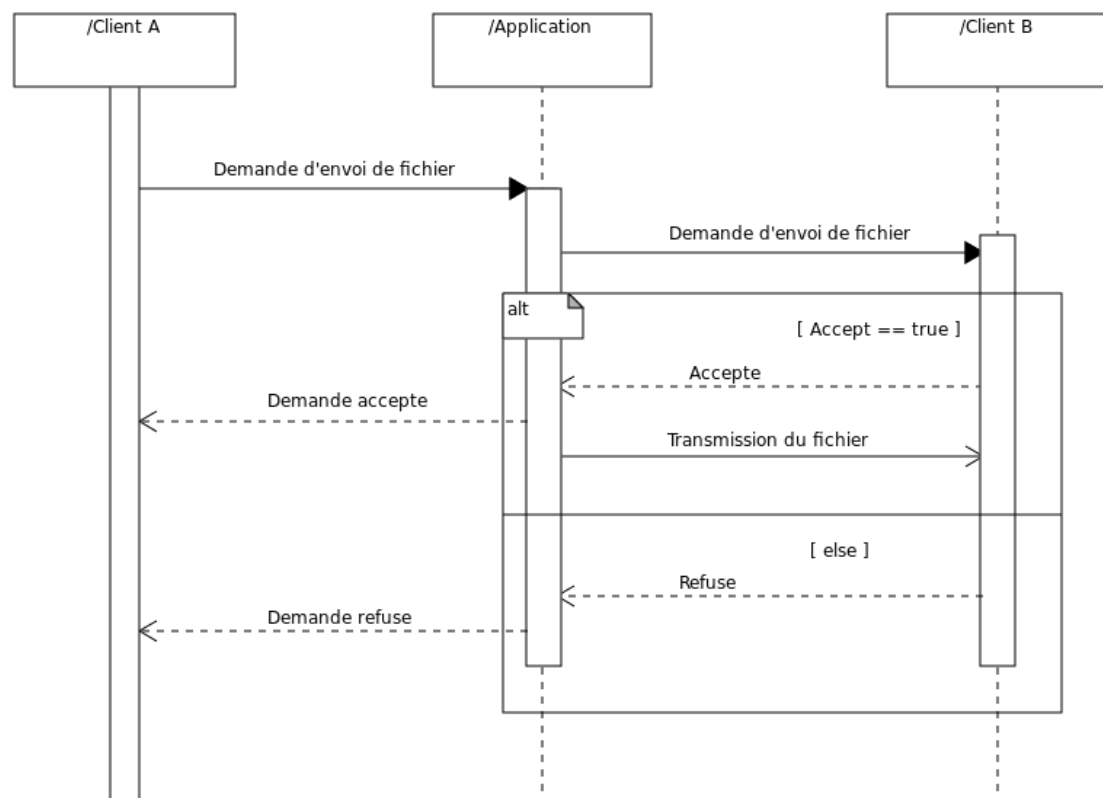 /Client A
/Application
/Client B
Demande d'envoi de fichier
Demande d'envoi de fichier
alt
[ Accept == true ]
Accepte
Demande accepte
Transmission du fichier
[ else ]
Refuse
Demande refuse